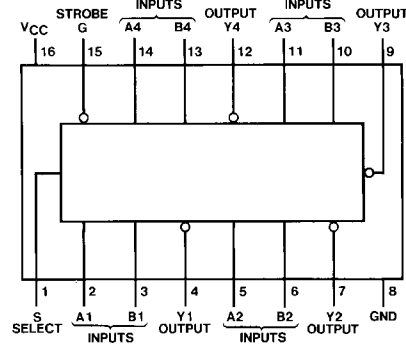 INPUTS INPUTS
STROBE OUTPUT OUTPUT
VCC G A4 B4 Y4 A3 B3 Y3
16 15 14 13 12 11 10 9
1 2 3 4 5 6 7 8
S A1 B1 Y1 A2 B2 Y2 GND
SELECT OUTPUT OUTPUT
INPUTS INPUTS